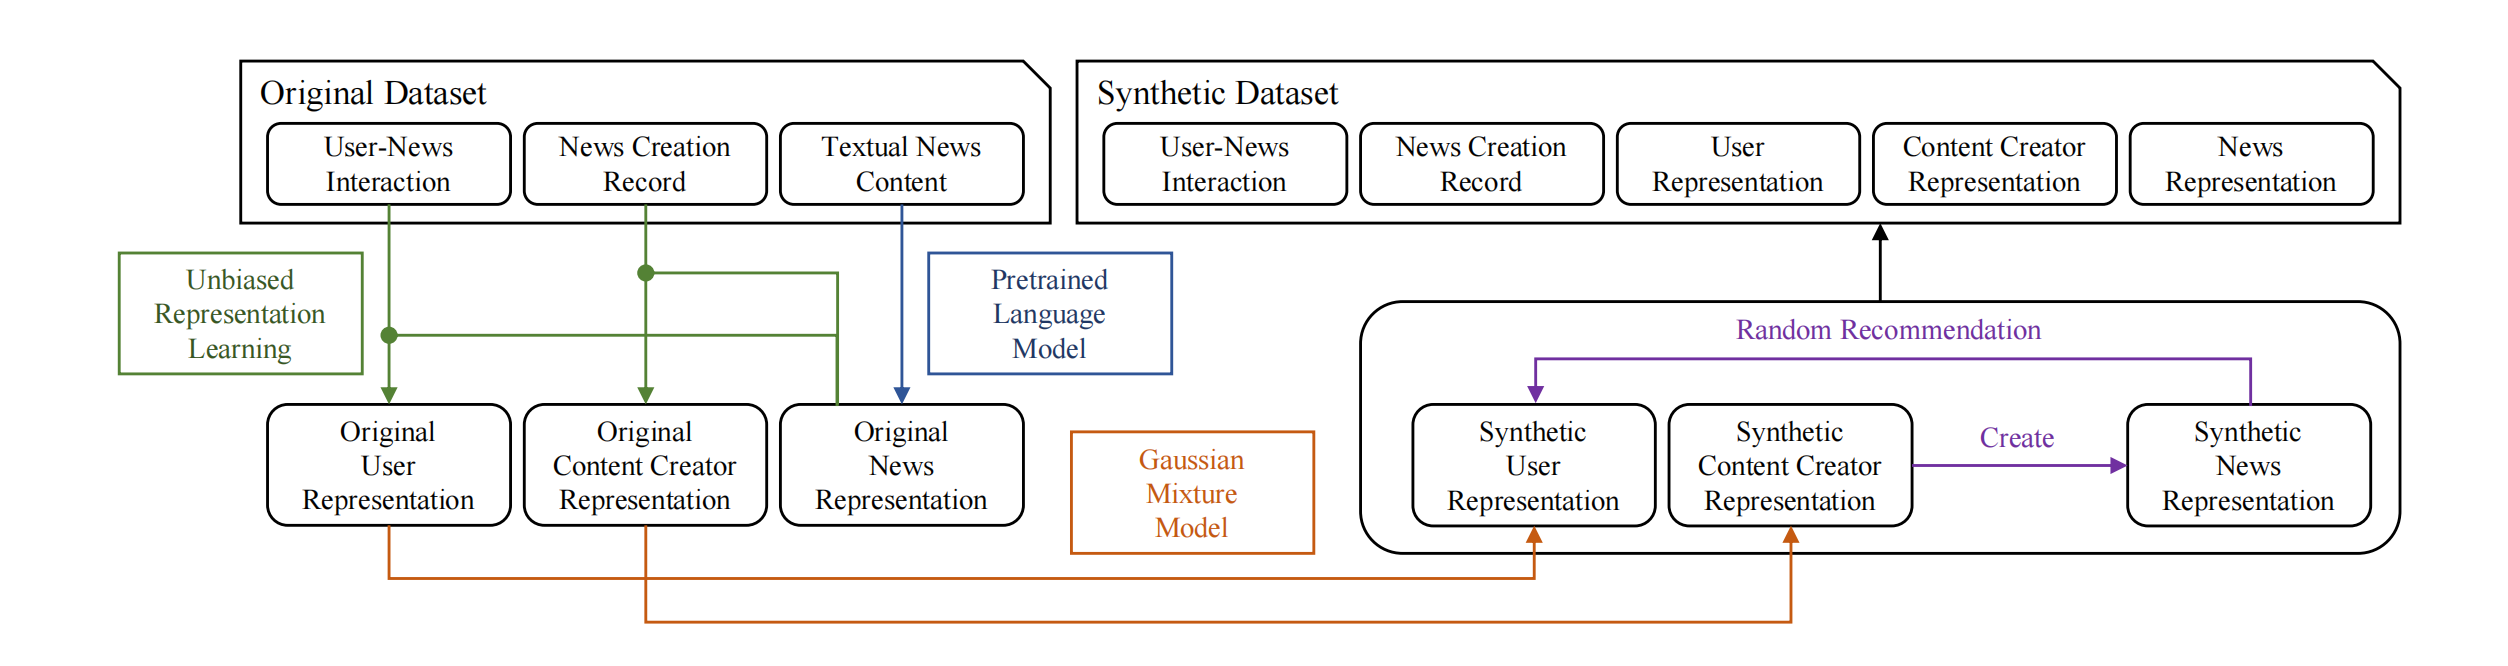 Original Dataset
User-News
Interaction
News Creation
Record
Textual News
Content
Synthetic Dataset
User-News
Interaction
News Creation
Record
User
Representation
Content Creator
Representation
News
Representation
Unbiased
Representation
Learning
Pretrained
Language
Model
Original
User
Representation
Original
Content Creator
Representation
Original
News
Representation
Gaussian
Mixture
Model
Random Recommendation
Synthetic
User
Representation
Synthetic
Content Creator
Representation
Create
Synthetic
News
Representation